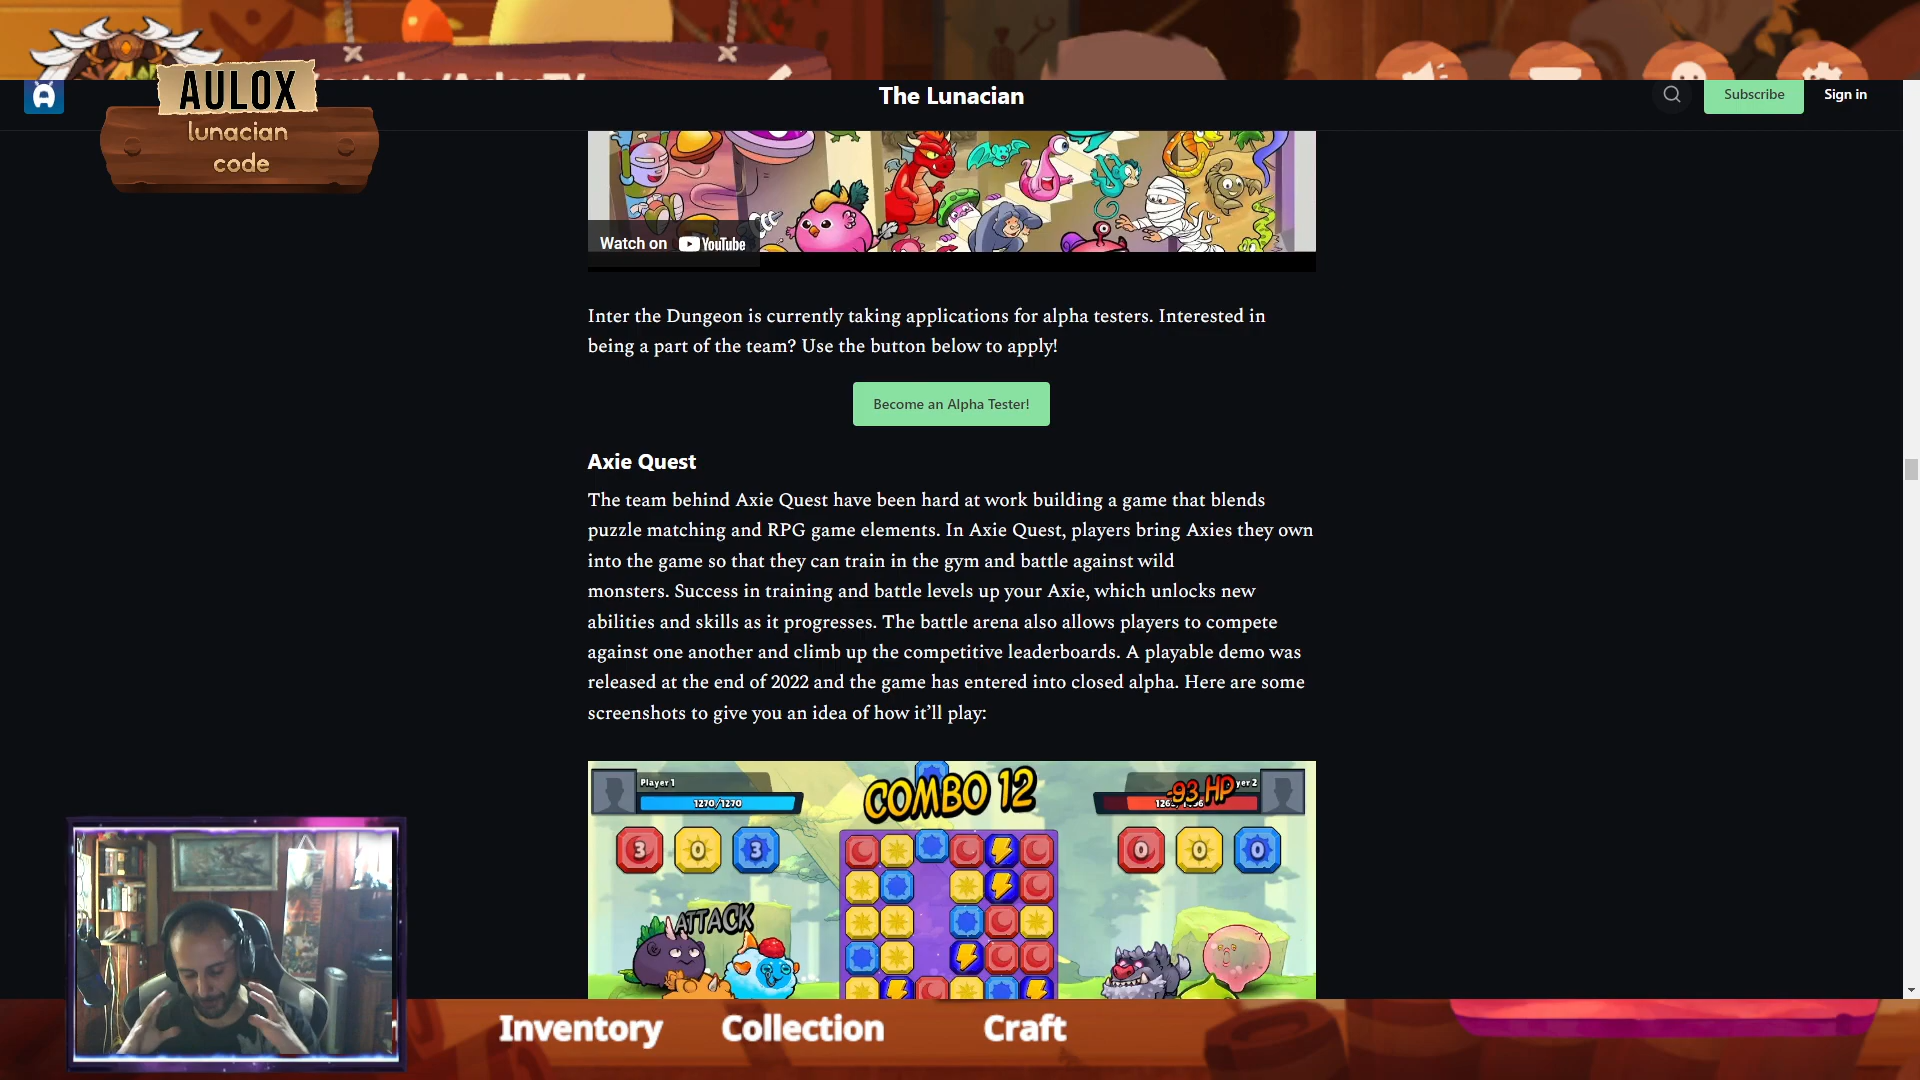 AULOX
lunacian
code
The Lunacian
Subscribe
Sign in
Watch on YouTube
Inter the Dungeon is currently taking applications for alpha testers. Interested in
being a part of the team? Use the button below to apply!
Become an Alpha Tester!
Axie Quest
The team behind Axie Quest have been hard at work building a game that blends
puzzle matching and RPG game elements. In Axie Quest, players bring Axies they own
into the game so that they can train in the gym and battle against wild
monsters. Success in training and battle levels up your Axie, which unlocks new
abilities and skills as it progresses. The battle arena also allows players to compete
against one another and climb up the competitive leaderboards. A playable demo was
released at the end of 2022 and the game has entered into closed alpha. Here are some
screenshots to give you an idea of how it’ll play:
Player 1
COMBO 12
-93 HP
yer 2
1270/1270
3 0 3
0 0 0
ATTACK
Inventory Collection Craft